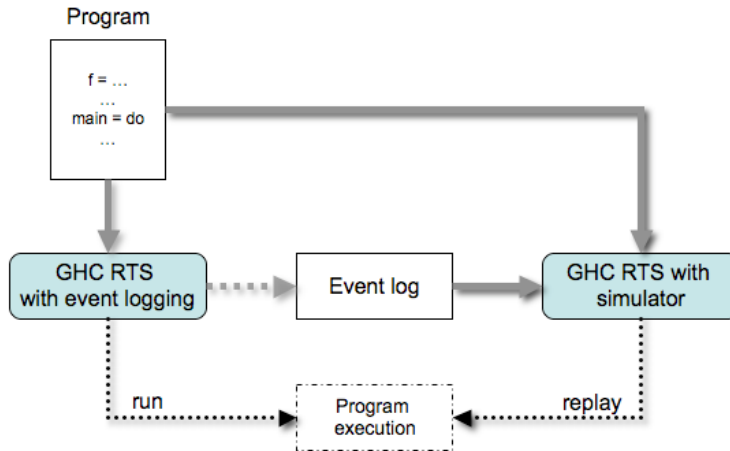 Program
f = …
…
main = do
…
GHC RTS
with event logging
Event log
GHC RTS with
simulator
run
Program
execution
replay